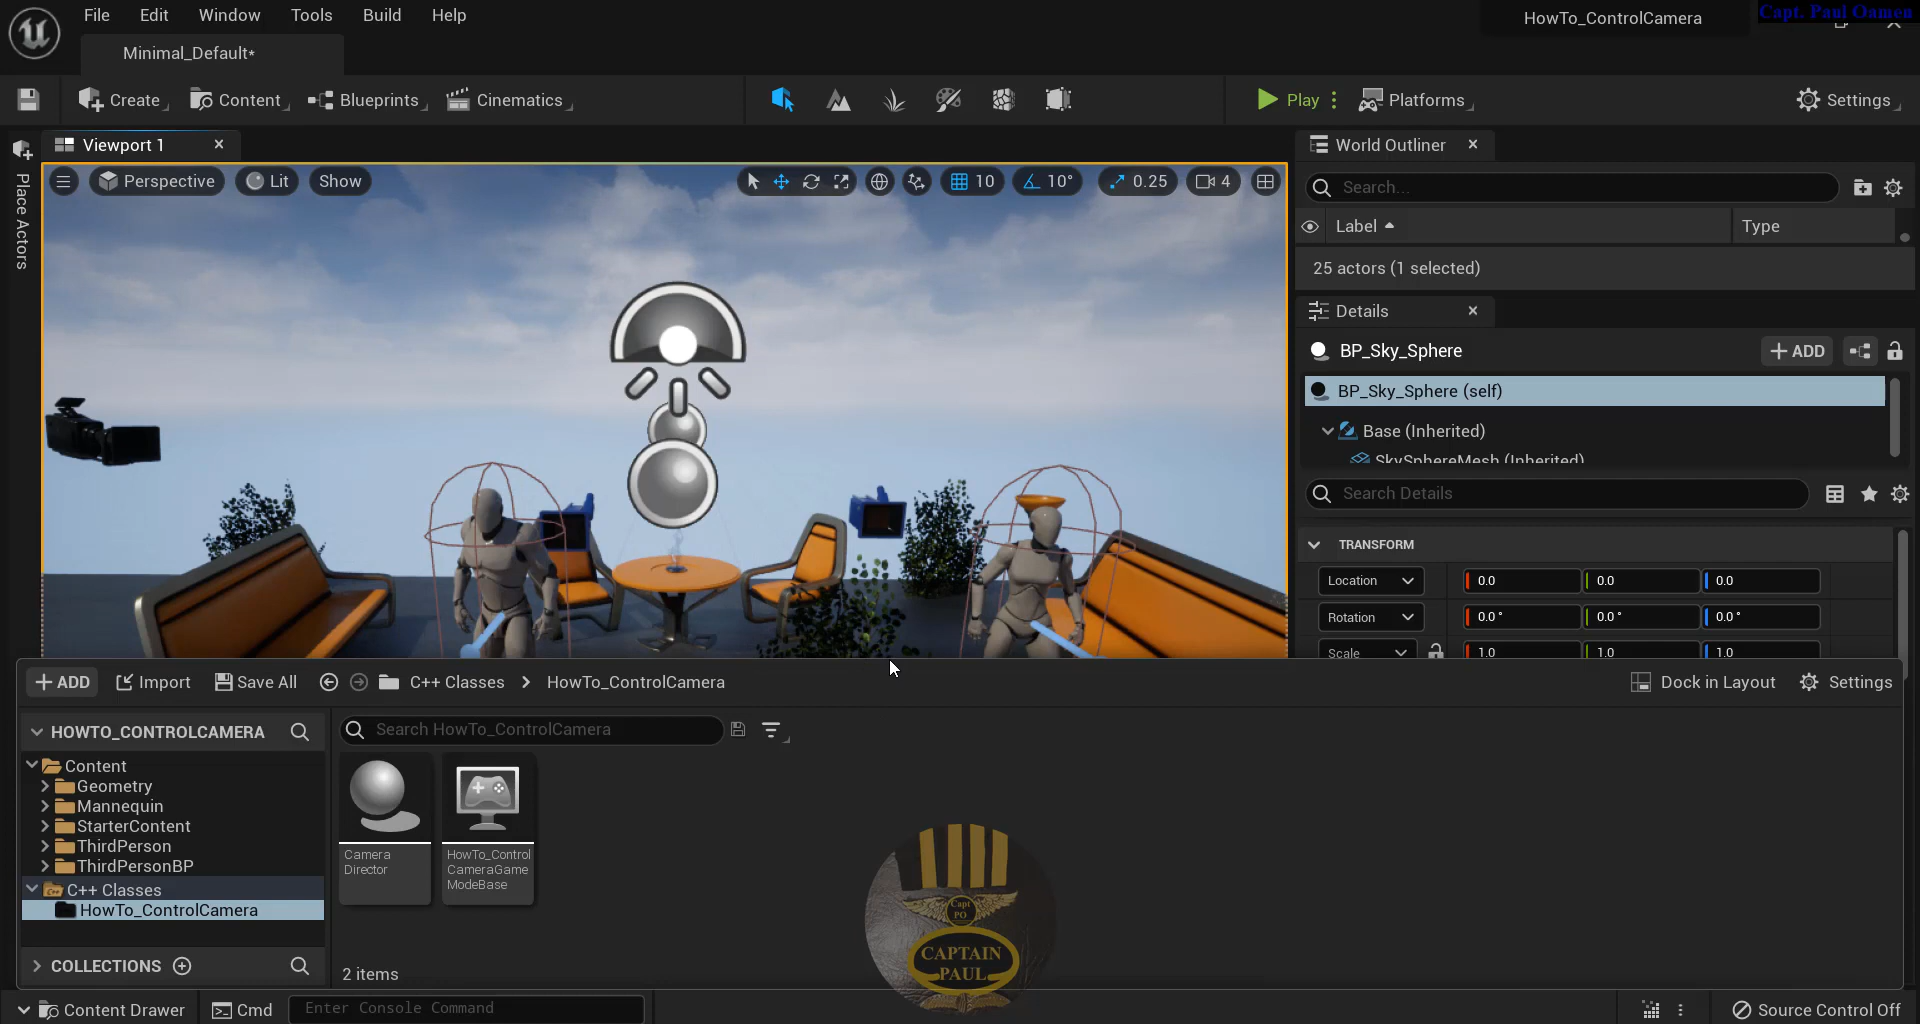 File Edit Window Tools Build Help
HowTo_ControlCamera
Capt. Paul Oamen
Minimal_Default*
Create Content Blueprints Cinematics Play Platforms Settings
Viewport 1
World Outliner
Place Actors
Perspective Lit Show 10 10° 0.25 4
Search...
Label Type
25 actors (1 selected)
Details
BP_Sky_Sphere ADD
BP_Sky_Sphere (self)
Base (Inherited)
SkySphereMesh (Inherited)
Search Details
TRANSFORM
Location 0.0 0.0 0.0
Rotation 0.0 ° 0.0 ° 0.0 °
Scale 1.0 1.0 1.0
ADD Import Save All C++ Classes HowTo_ControlCamera Dock in Layout Settings
HOWTO_CONTROLCAMERA
Search HowTo_ControlCamera
Content
Geometry
Mannequin
StarterContent
ThirdPerson
ThirdPersonBP
C++ Classes
HowTo_ControlCamera
Camera
Director
HowTo_Control
CameraGame
ModeBase
Capt
PO
CAPTAIN
PAUL
COLLECTIONS
2 items
Content Drawer Cmd Enter Console Command Source Control Off